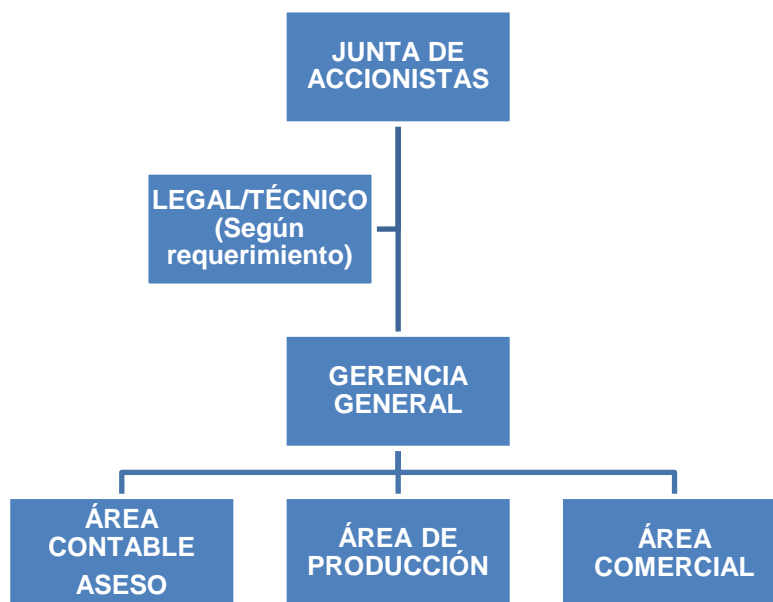 JUNTA DE
ACCIONISTAS
LEGAL/TÉCNICO
(Según
requerimiento)
GERENCIA
GENERAL
ÁREA
CONTABLE
ASESO
ÁREA DE
PRODUCCIÓN
ÁREA
COMERCIAL